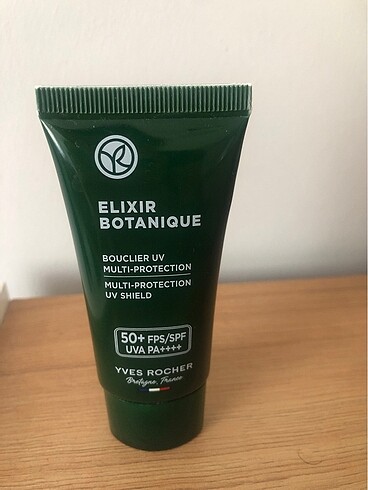 ELIXIR
BOTANIQUE
BOUCLIER UV
MULTI-PROTECTION
MULTI-PROTECTION
UV SHIELD
50+ FPS/SPF
UVA PA++++
YVES ROCHER
Bretagne, France